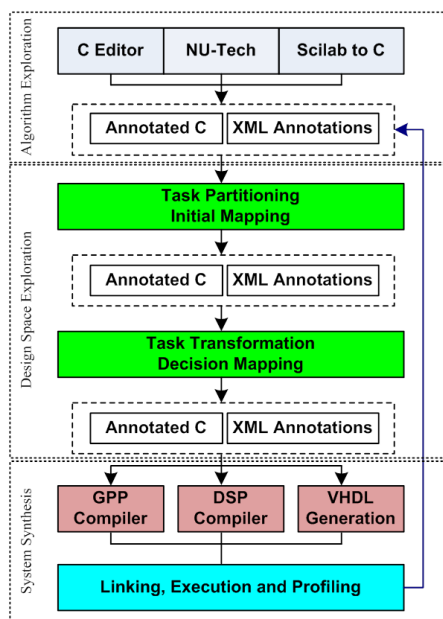 Algorithm Exploration
C Editor
NU-Tech
Scilab to C
Annotated C
XML Annotations
Design Space Exploration
Task Partitioning
Initial Mapping
Annotated C
XML Annotations
Task Transformation
Decision Mapping
Annotated C
XML Annotations
System Synthesis
GPP
Compiler
DSP
Compiler
VHDL
Generation
Linking, Execution and Profiling